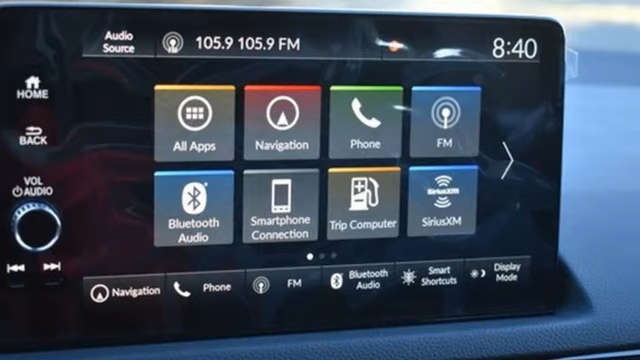 Audio
Source
105.9 105.9 FM
8:40
HOME
BACK
VOL
AUDIO
All Apps
Navigation
Phone
FM
Bluetooth
Audio
Smartphone
Connection
Trip Computer
SiriusXM
SiriusXM
Navigation
Phone
FM
Bluetooth
Audio
Smart
Shortcuts
Display
Mode